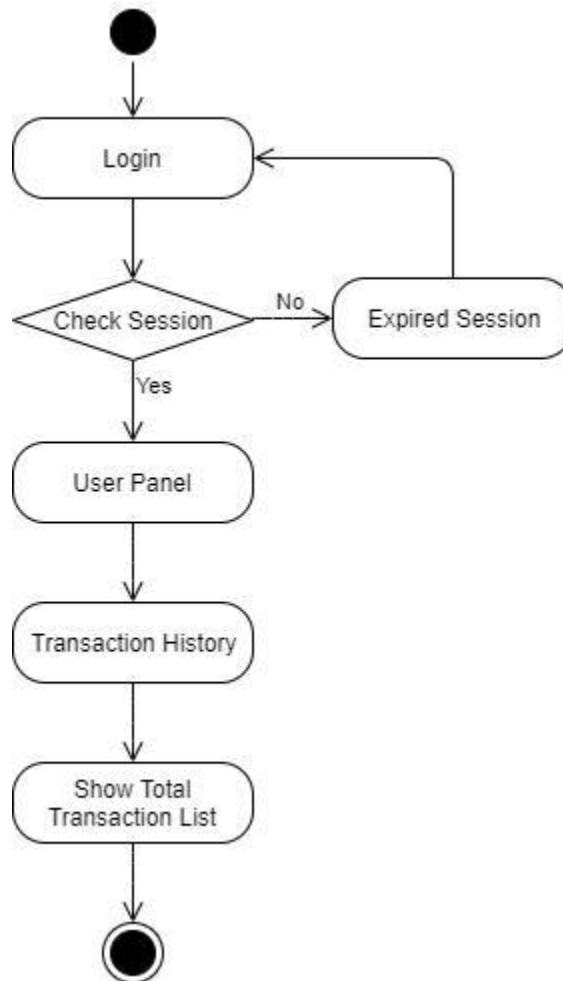 Login
Check Session
No
Expired Session
Yes
User Panel
Transaction History
Show Total
Transaction List